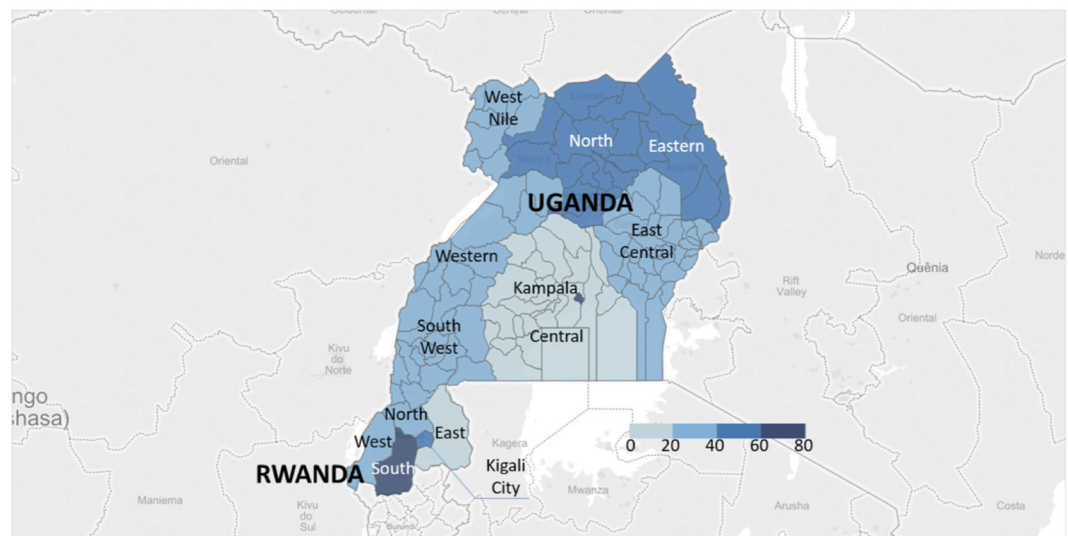 Oriental
West
Nile
North
Eastern
UGANDA
East
Central
Western
Kampala
Central
South
West
Quênia
Norde
Rift
Valley
Oriental
Kivu
do
Norte
ngo
shasa)
North
West
East
South
RWANDA
Kagera
Kigali
City
0 20 40 60 80
Maniema
Kivu
do
Sul
Mwanza
Arusha
Costa